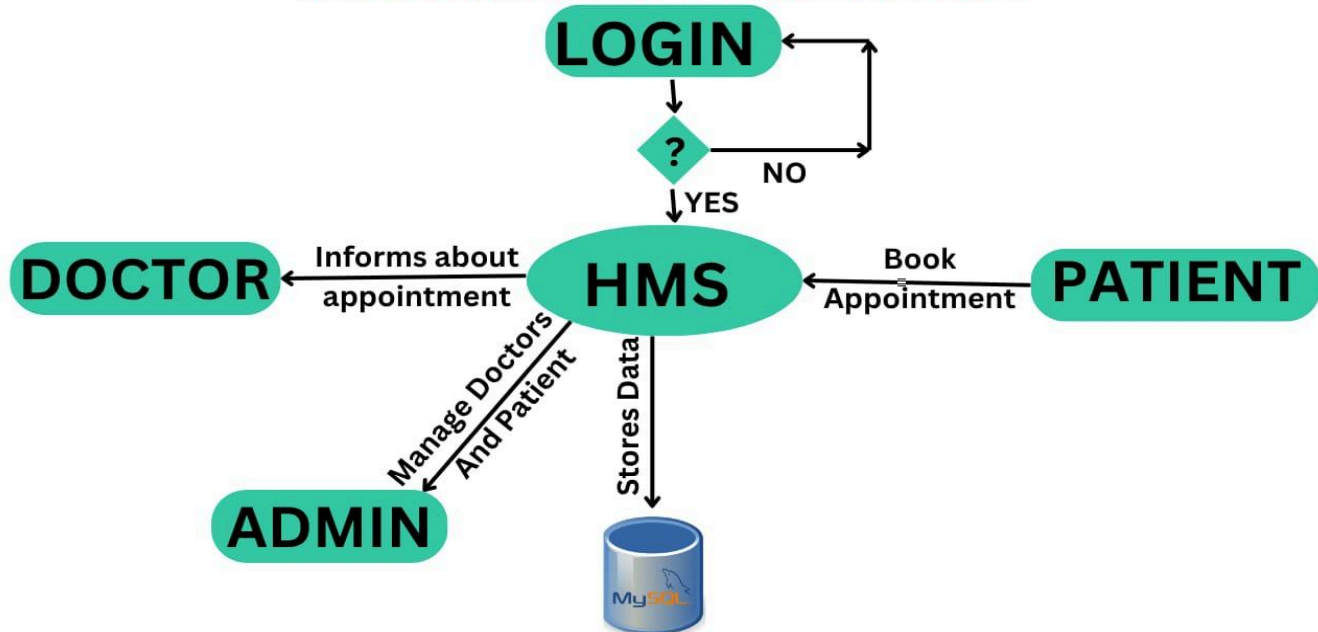 LOGIN
?
NO
YES
HMS
DOCTOR
Informs about
appointment
Book
Appointment
PATIENT
Manage Doctors
And Patient
Stores Data
ADMIN
MySQL